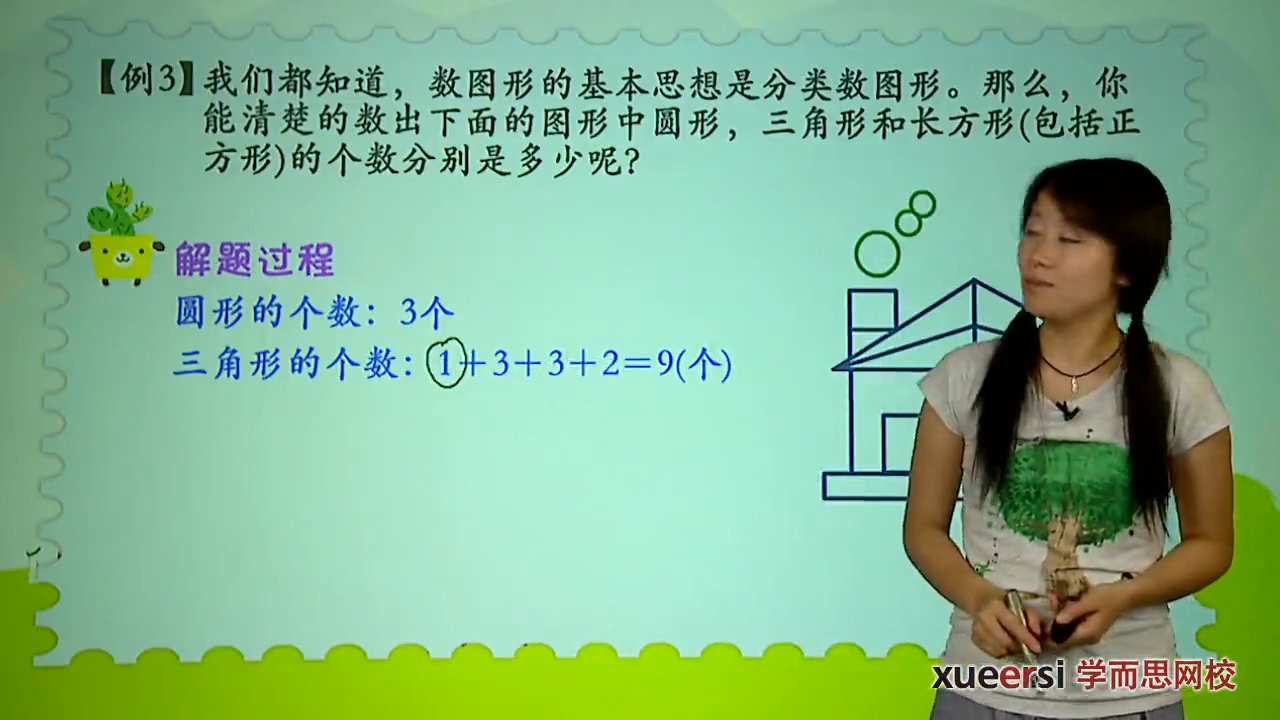 【例3】我们都知道，数图形的基本思想是分类数图形。那么，你
能清楚的数出下面的图形中圆形，三角形和长方形(包括正
方形)的个数分别是多少呢?
解题过程
圆形的个数：3个
三角形的个数：1+3+3+2=9(个)
xueersi 学而思网校